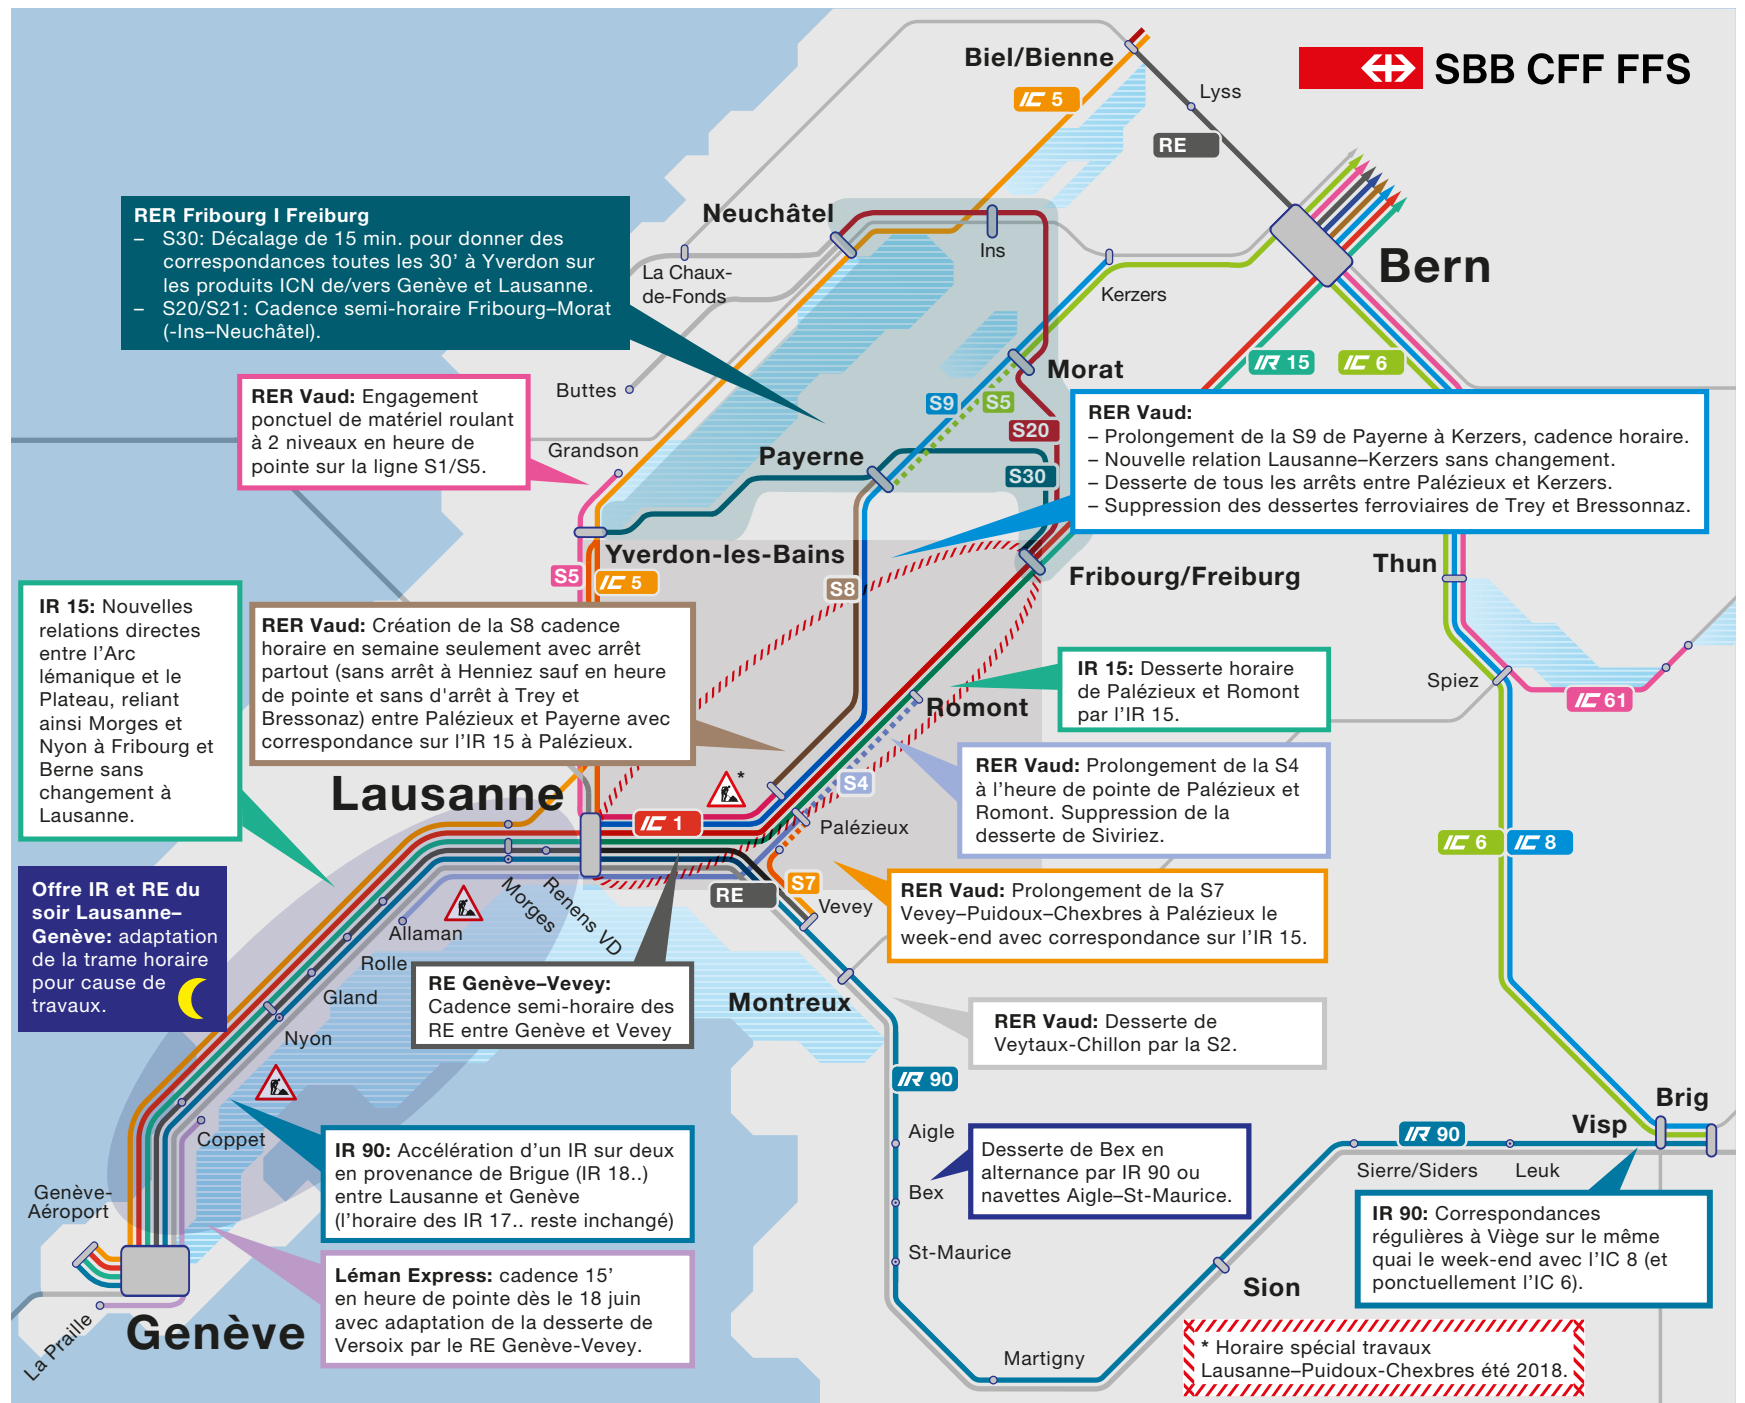 Biel/Bienne
SBB CFF FFS
IC 5
Lyss
RE
RER Fribourg I Freiburg
– S30: Décalage de 15 min. pour donner des
correspondances toutes les 30’ à Yverdon sur
les produits ICN de/vers Genève et Lausanne.
– S20/S21: Cadence semi-horaire Fribourg–Morat
(-Ins–Neuchâtel).
Neuchâtel
Ins
Bern
La Chaux-
de-Fonds
Kerzers
IR 15
IC 6
Morat
Buttes
RER Vaud: Engagement
ponctuel de matériel roulant
à 2 niveaux en heure de
pointe sur la ligne S1/S5.
S9
S5
S20
S30
RER Vaud:
– Prolongement de la S9 de Payerne à Kerzers, cadence horaire.
– Nouvelle relation Lausanne–Kerzers sans changement.
– Desserte de tous les arrêts entre Palézieux et Kerzers.
– Suppression des dessertes ferroviaires de Trey et Bressonnaz.
Grandson
Payerne
Yverdon-les-Bains
Thun
Fribourg/Freiburg
S5
IC 5
S8
IR 15: Nouvelles
relations directes
entre l’Arc
lémanique et le
Plateau, reliant
ainsi Morges et
Nyon à Fribourg et
Berne sans
changement à
Lausanne.
RER Vaud: Création de la S8 cadence
horaire en semaine seulement avec arrêt
partout (sans arrêt à Henniez sauf en heure
de pointe et sans d'arrêt à Trey et
Bressonaz) entre Palézieux et Payerne avec
correspondance sur l’IR 15 à Palézieux.
IR 15: Desserte horaire
de Palézieux et Romont
par l’IR 15.
Spiez
IC 61
Romont
RER Vaud: Prolongement de la S4
à l’heure de pointe de Palézieux et
Romont. Suppression de la
desserte de Siviriez.
Lausanne
*
S4
IC 1
Palézieux
IC 6
IC 8
Offre IR et RE du
soir Lausanne–
Genève: adaptation
de la trame horaire
pour cause de
travaux.
RE
S7
Vevey
RER Vaud: Prolongement de la S7
Vevey–Puidoux–Chexbres à Palézieux le
week-end avec correspondance sur l’IR 15.
Morges
Renens VD
Allaman
Rolle
Gland
Nyon
RE Genève–Vevey:
Cadence semi-horaire des
RE entre Genève et Vevey
Montreux
RER Vaud: Desserte de
Veytaux-Chillon par la S2.
IR 90
Coppet
IR 90: Accélération d’un IR sur deux
en provenance de Brigue (IR 18..)
entre Lausanne et Genève
(l’horaire des IR 17.. reste inchangé)
Aigle
Bex
St-Maurice
Desserte de Bex en
alternance par IR 90 ou
navettes Aigle–St-Maurice.
Brig
Visp
IR 90
Sierre/Siders
Leuk
IR 90: Correspondances
régulières à Viège sur le même
quai le week-end avec l’IC 8 (et
ponctuellement l’IC 6).
Genève-
Aéroport
Léman Express: cadence 15’
en heure de pointe dès le 18 juin
avec adaptation de la desserte de
Versoix par le RE Genève-Vevey.
La Praille
Genève
Sion
Martigny
* Horaire spécial travaux
Lausanne–Puidoux-Chexbres été 2018.